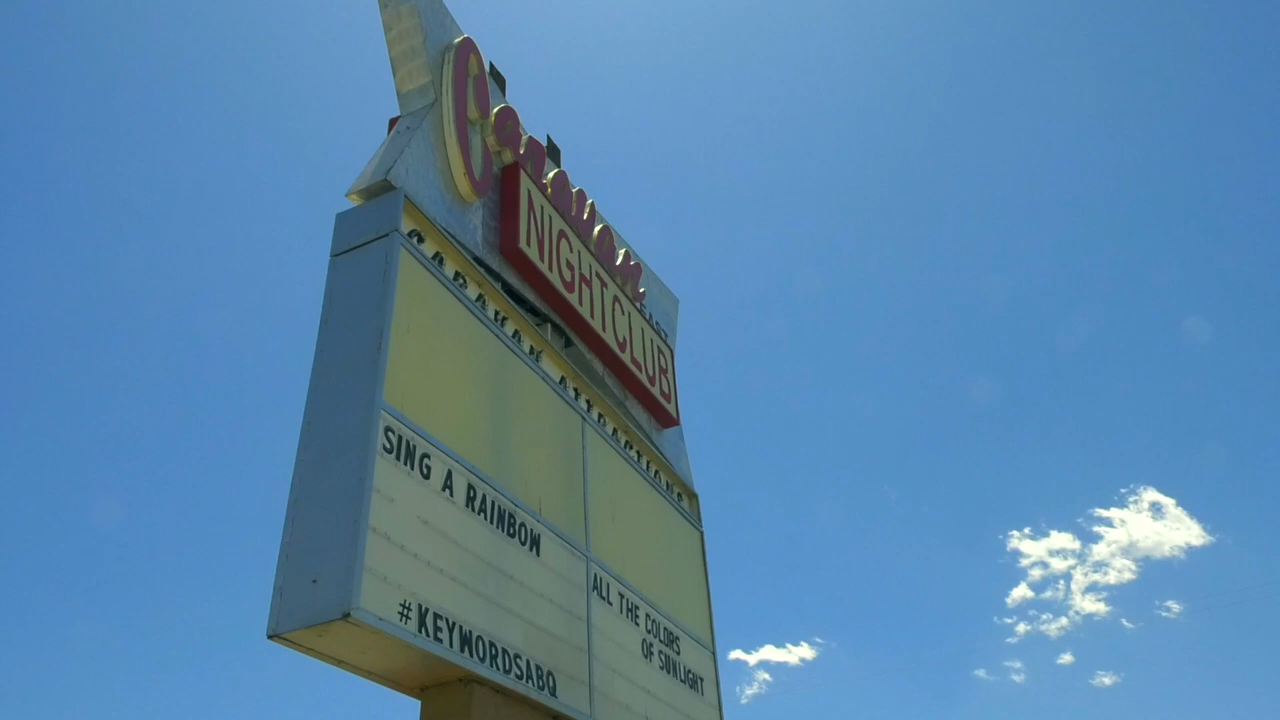 Caravan
EAST
NIGHTCLUB
CARAVAN ATTRACTIONS
SING A RAINBOW
#KEYWORDSABQ
ALL THE COLORS
OF SUNLIGHT